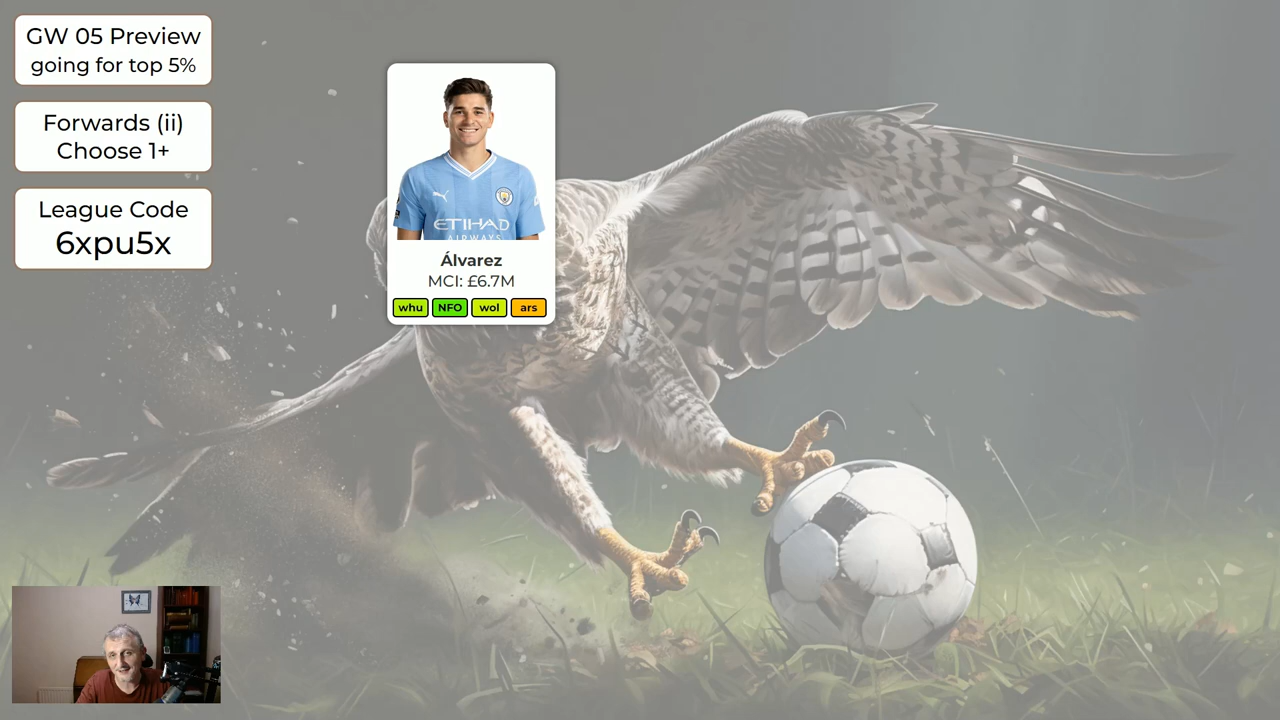 GW 05 Preview
going for top 5%
Forwards (ii)
Choose 1+
League Code
6xpu5x
ETIHAD
AIRWAYS
Álvarez
MCI: £6.7M
whu NFO wol ars